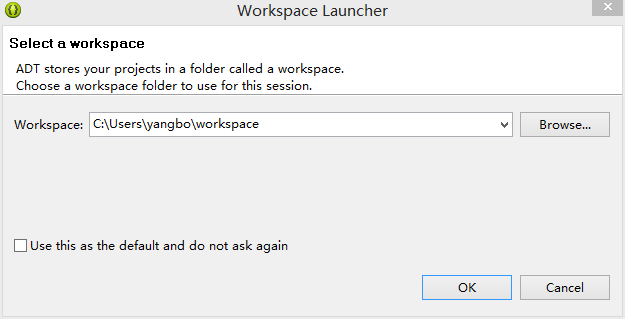 Workspace Launcher
Select a workspace
ADT stores your projects in a folder called a workspace.
Choose a workspace folder to use for this session.
Workspace: C:\Users\yangbo\workspace Browse...
Use this as the default and do not ask again
OK Cancel